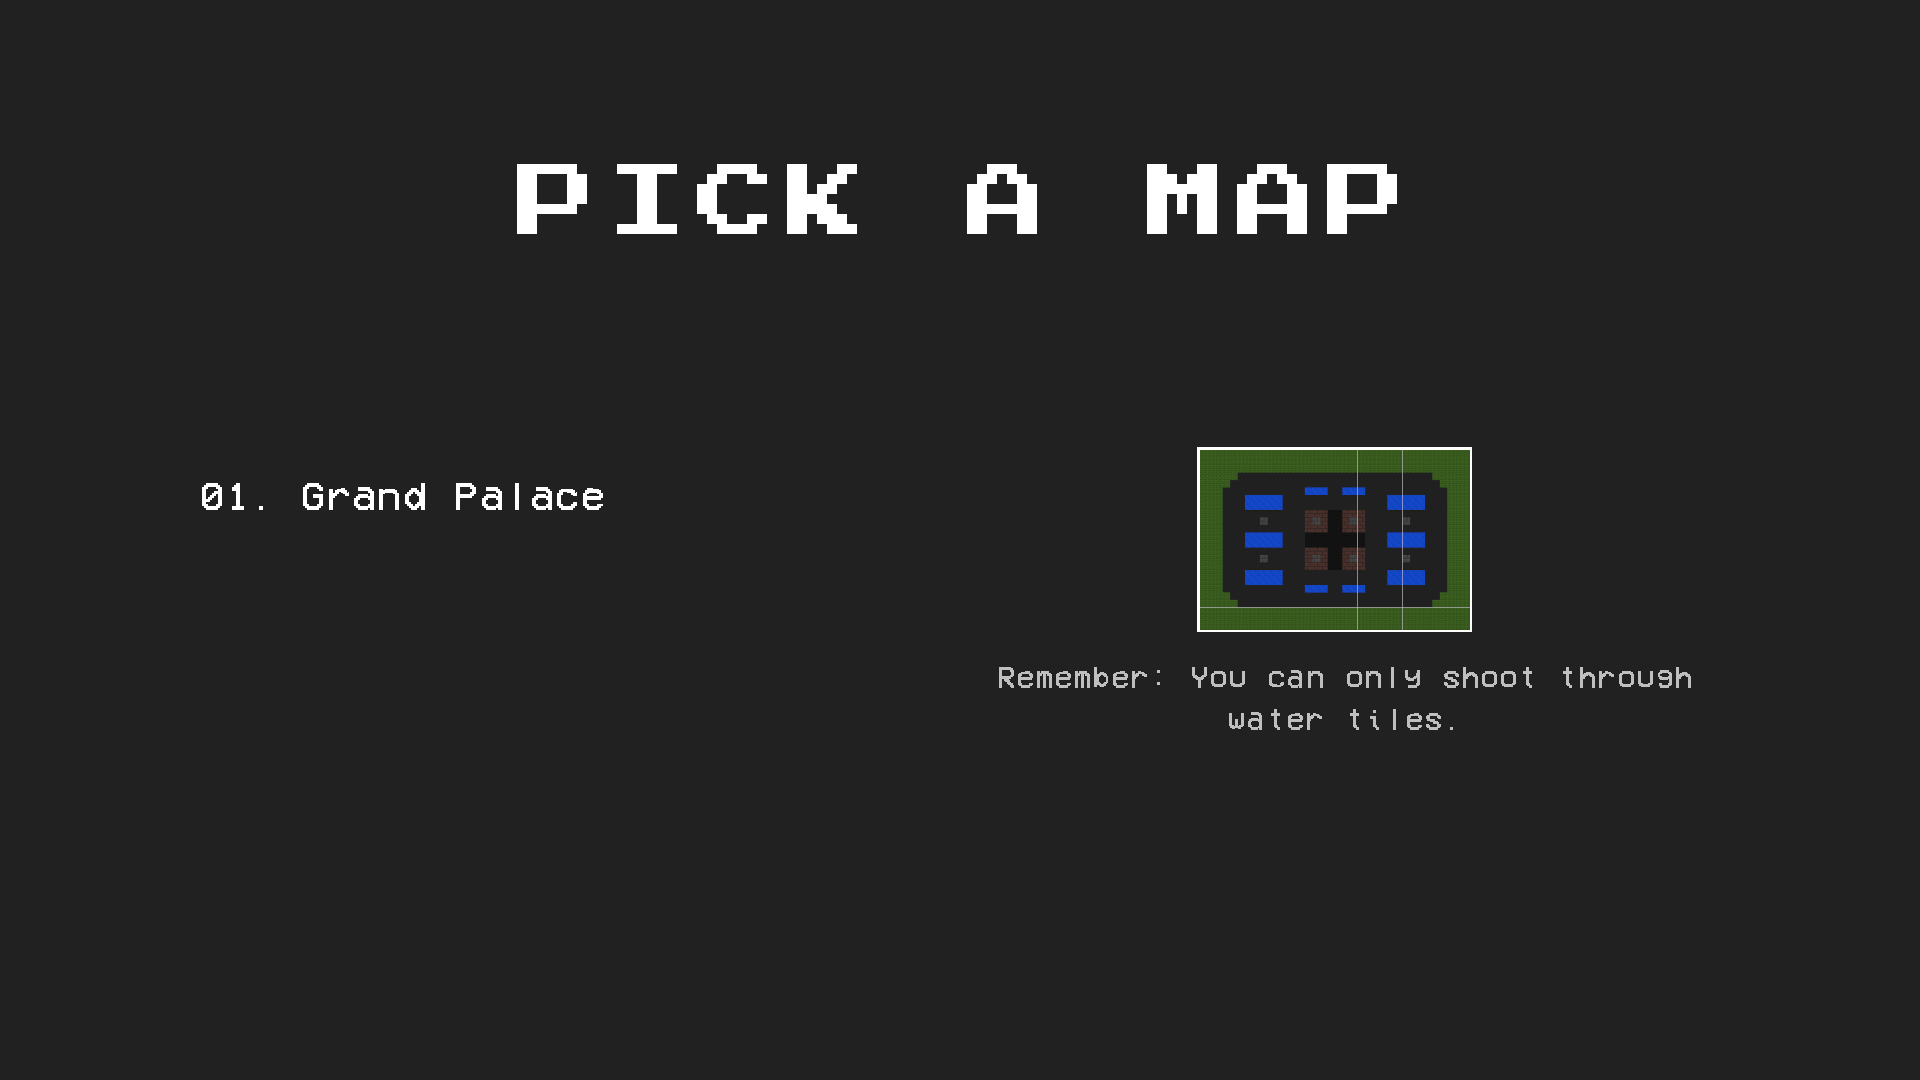 PICK A MAP
01. Grand Palace
Remember: You can only shoot through
water tiles.